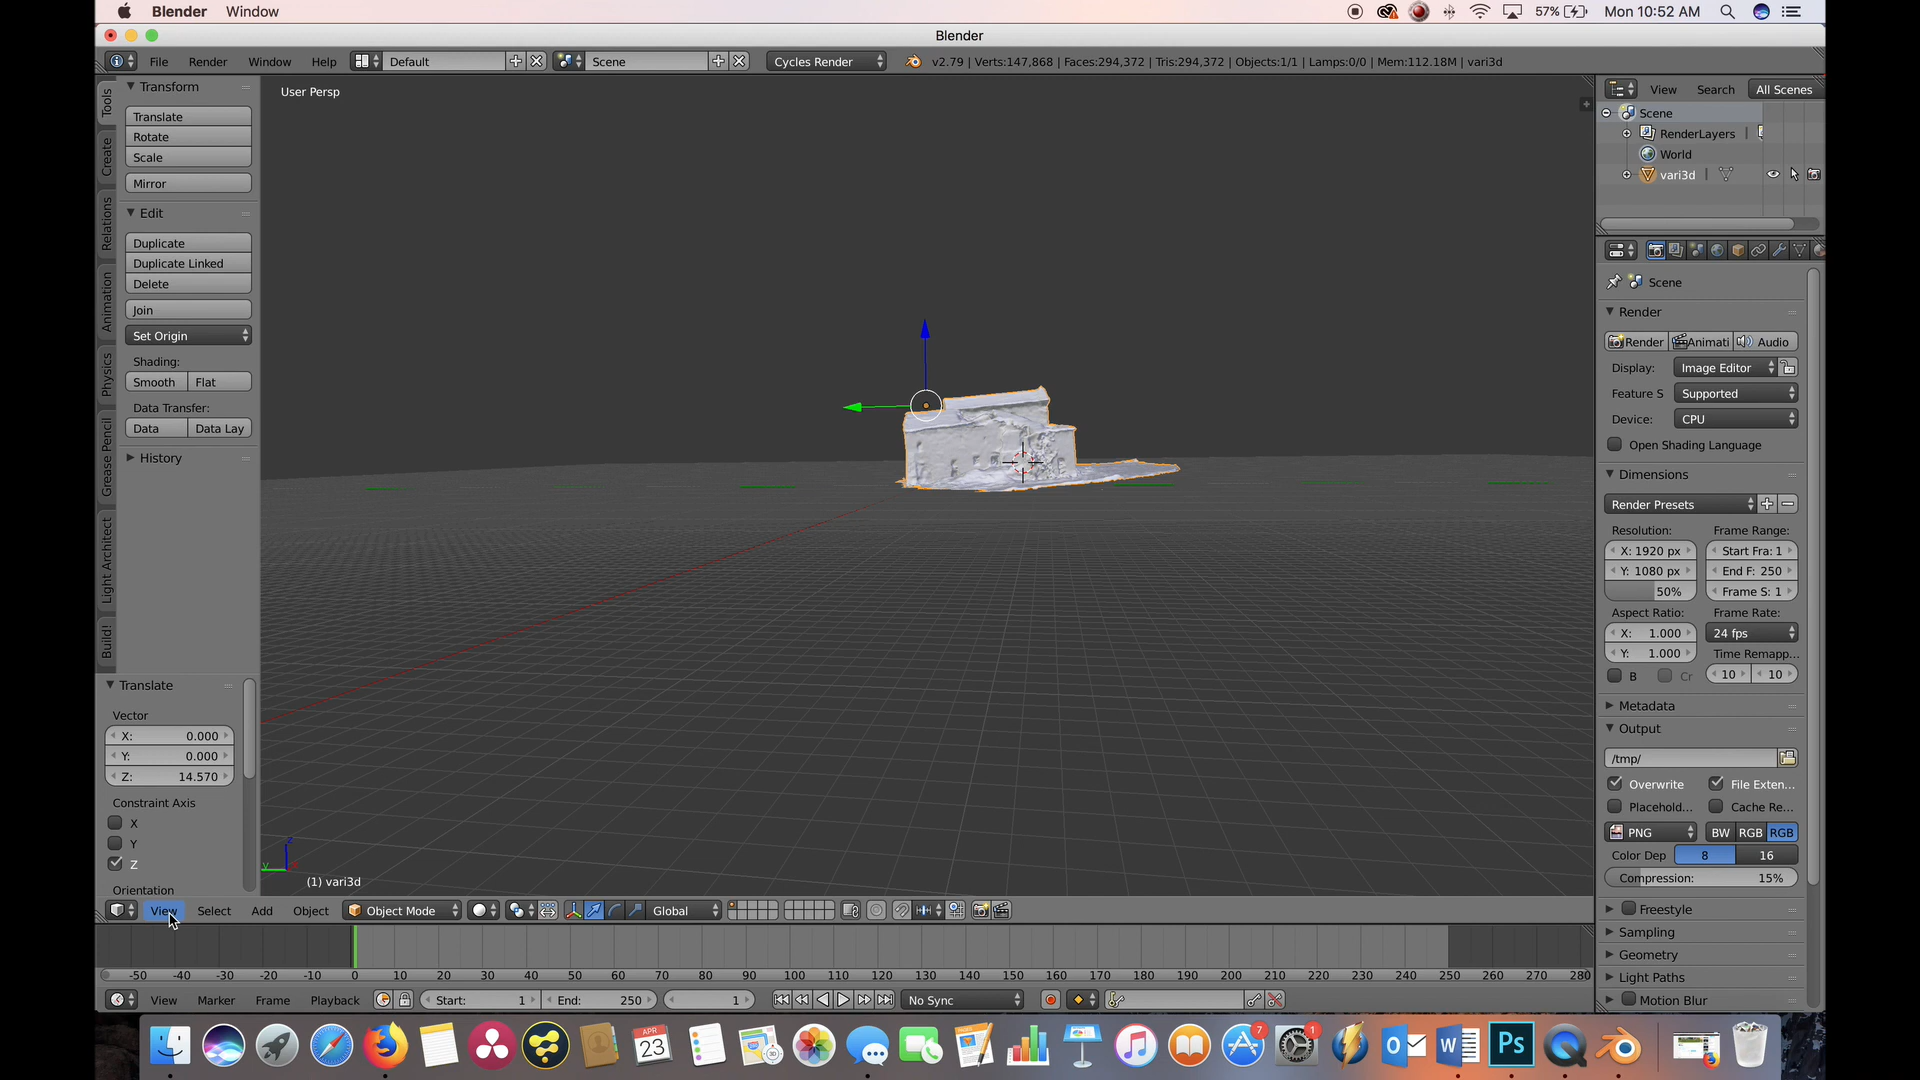 Blender Window 57% Mon 10:52 AM
Blender
File Render Window Help Default Scene Cycles Render v2.79 | Verts:147,868 | Faces:294,372 | Tris:294,372 | Objects:1/1 | Lamps:0/0 | Mem:112.18M | vari3d
Tools
Create
Relations
Animation
Physics
Grease Pencil
Light Architect
Build!
Transform
Translate
Rotate
Scale
Mirror
Edit
Duplicate
Duplicate Linked
Delete
Join
Set Origin
Shading:
Smooth Flat
Data Transfer:
Data Data Lay
History
Translate
Vector
X: 0.000
Y: 0.000
Z: 14.570
Constraint Axis
X
Y
Z
Orientation
User Persp
z
y
(1) vari3d
View Select Add Object Object Mode Global
-50 -40 -30 -20 -10 0 10 20 30 40 50 60 70 80 90 100 110 120 130 140 150 160 170 180 190 200 210 220 230 240 250 260 270 280
View Marker Frame Playback Start: 1 End: 250 1 No Sync
View Search All Scenes
Scene
RenderLayers |
World
vari3d |
Scene
Render
Render Animati Audio
Display: Image Editor
Feature S Supported
Device: CPU
Open Shading Language
Dimensions
Render Presets
Resolution: Frame Range:
X: 1920 px Start Fra: 1
Y: 1080 px End F: 250
50% Frame S: 1
Aspect Ratio: Frame Rate:
X: 1.000 24 fps
Y: 1.000 Time Remapp...
B Cr 10 10
Metadata
Output
/tmp/
Overwrite File Exten...
Placehold... Cache Re...
PNG BW RGB RGB
Color Dep 8 16
Compression: 15%
Freestyle
Sampling
Geometry
Light Paths
Motion Blur
APR
23
7
1
Ps